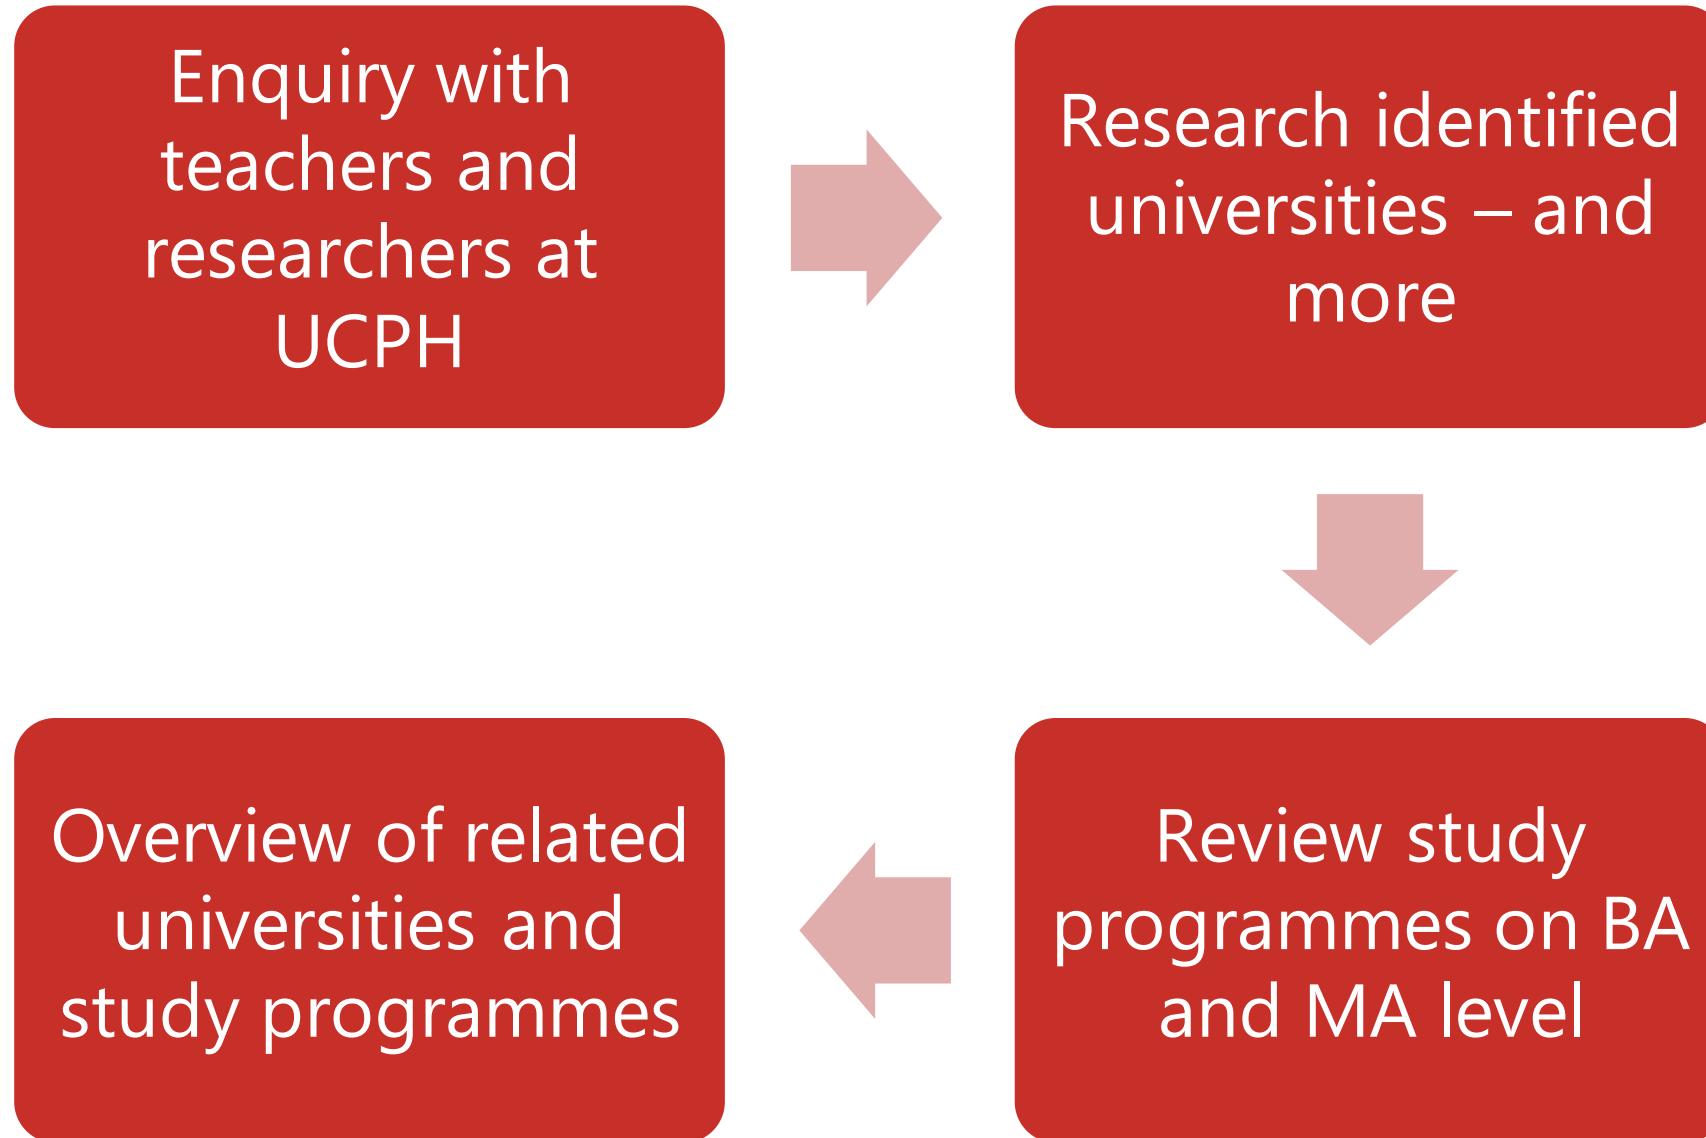 Enquiry with
teachers and
researchers at
UCPH
Research identified
universities – and
more
Review study
programmes on BA
and MA level
Overview of related
universities and
study programmes